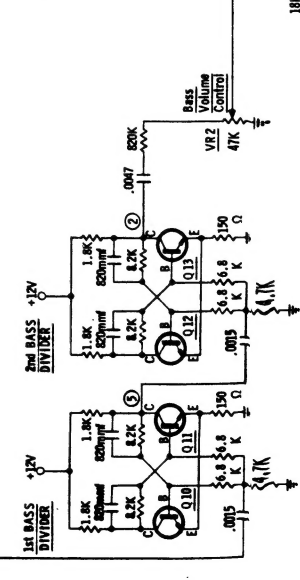 18K
Bass
Volume
Control
VR2
47K
820K
.0047
2nd BASS
DIVIDER
+12V
1.8K
1.8K
820mmf
820mmf
8.2K
8.2K
2
C
B
E
C
B
E
Q12
Q13
6.8
K
6.8
K
150
Ω
4.7K
.0015
1st BASS
DIVIDER
+12V
1.8K
1.8K
820mmf
820mmf
8.2K
8.2K
5
C
B
E
C
B
E
Q10
Q11
6.8
K
6.8
K
150
Ω
4.7K
.0015